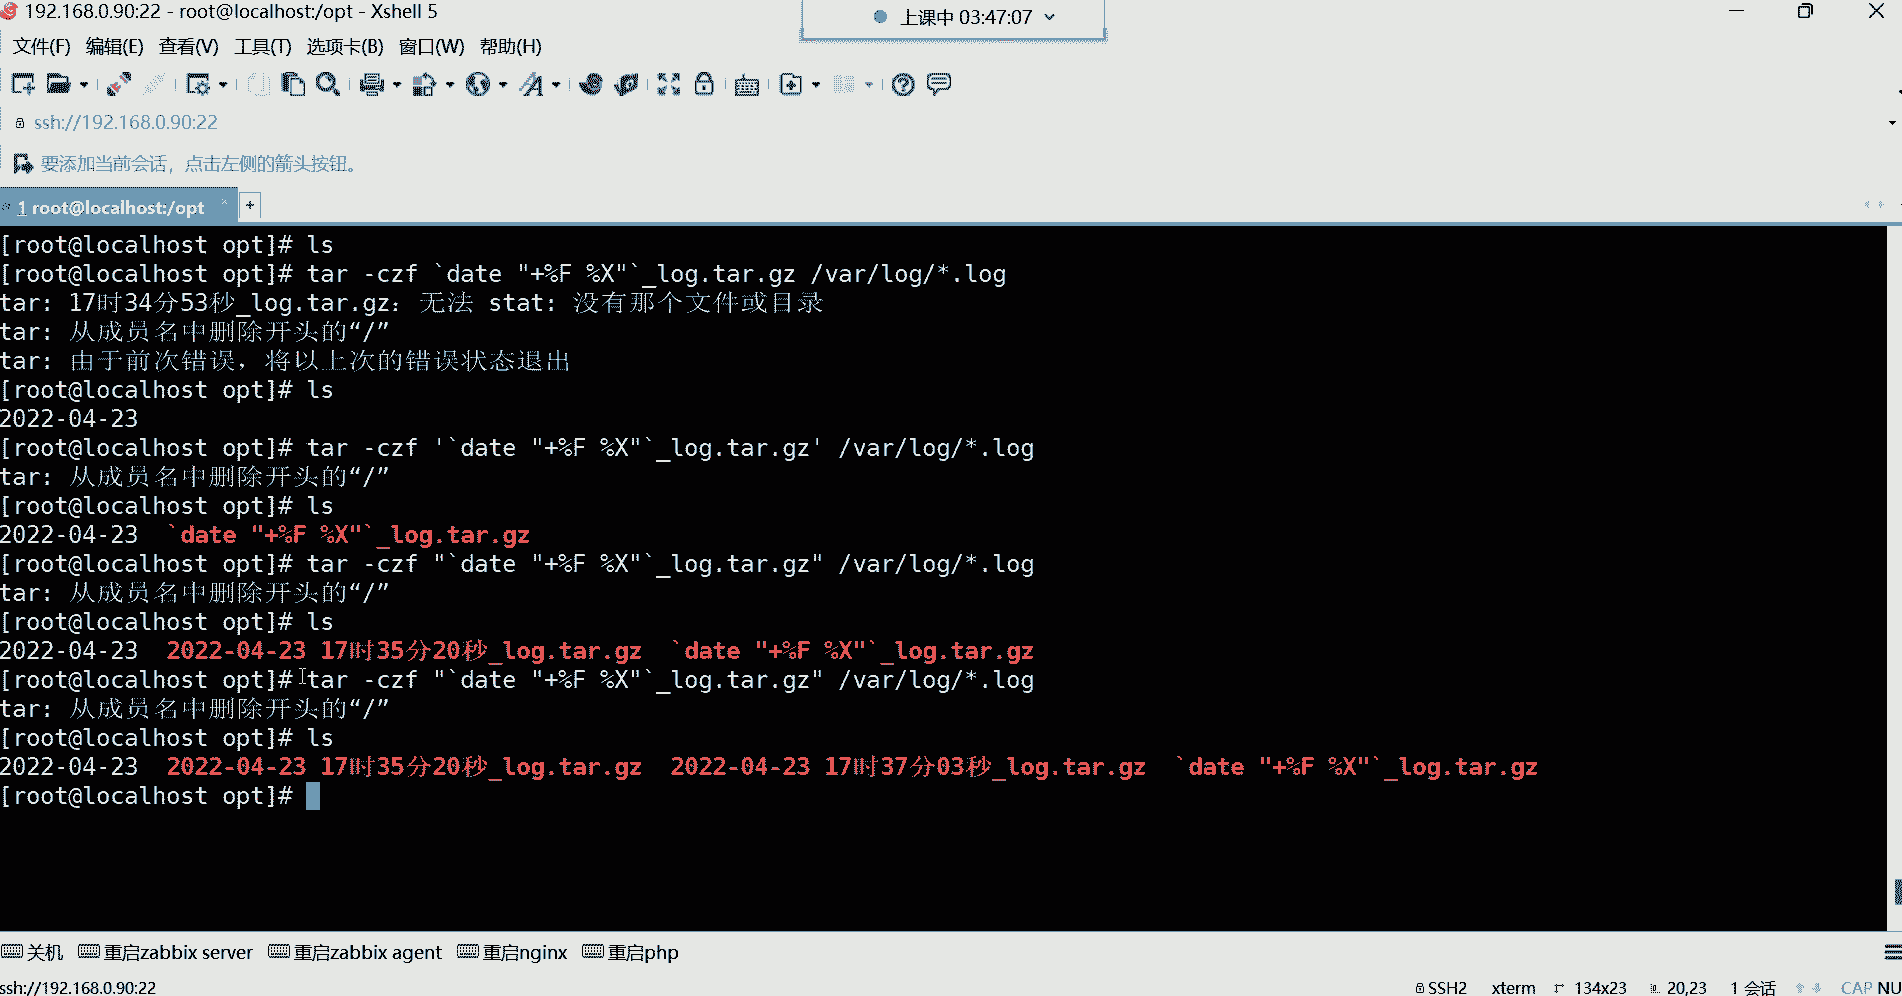 192.168.0.90:22 - root@localhost:/opt - Xshell 5
上课中 03:47:07
文件(F) 编辑(E) 查看(V) 工具(T) 选项卡(B) 窗口(W) 帮助(H)
ssh://192.168.0.90:22
要添加当前会话，点击左侧的箭头按钮。
1 root@localhost:/opt
[root@localhost opt]# ls
[root@localhost opt]# tar -czf `date "+%F %X"`_log.tar.gz /var/log/*.log
tar: 17时34分53秒_log.tar.gz：无法 stat: 没有那个文件或目录
tar: 从成员名中删除开头的“/”
tar: 由于前次错误，将以上次的错误状态退出
[root@localhost opt]# ls
2022-04-23
[root@localhost opt]# tar -czf '`date "+%F %X"`_log.tar.gz' /var/log/*.log
tar: 从成员名中删除开头的“/”
[root@localhost opt]# ls
2022-04-23  `date "+%F %X"`_log.tar.gz
[root@localhost opt]# tar -czf "`date "+%F %X"`_log.tar.gz" /var/log/*.log
tar: 从成员名中删除开头的“/”
[root@localhost opt]# ls
2022-04-23  2022-04-23 17时35分20秒_log.tar.gz  `date "+%F %X"`_log.tar.gz
[root@localhost opt]# tar -czf "`date "+%F %X"`_log.tar.gz" /var/log/*.log
tar: 从成员名中删除开头的“/”
[root@localhost opt]# ls
2022-04-23  2022-04-23 17时35分20秒_log.tar.gz  2022-04-23 17时37分03秒_log.tar.gz  `date "+%F %X"`_log.tar.gz
[root@localhost opt]#
关机 重启zabbix server 重启zabbix agent 重启nginx 重启php
ssh://192.168.0.90:22 SSH2 xterm 134x23 20,23 1 会话 CAP NU